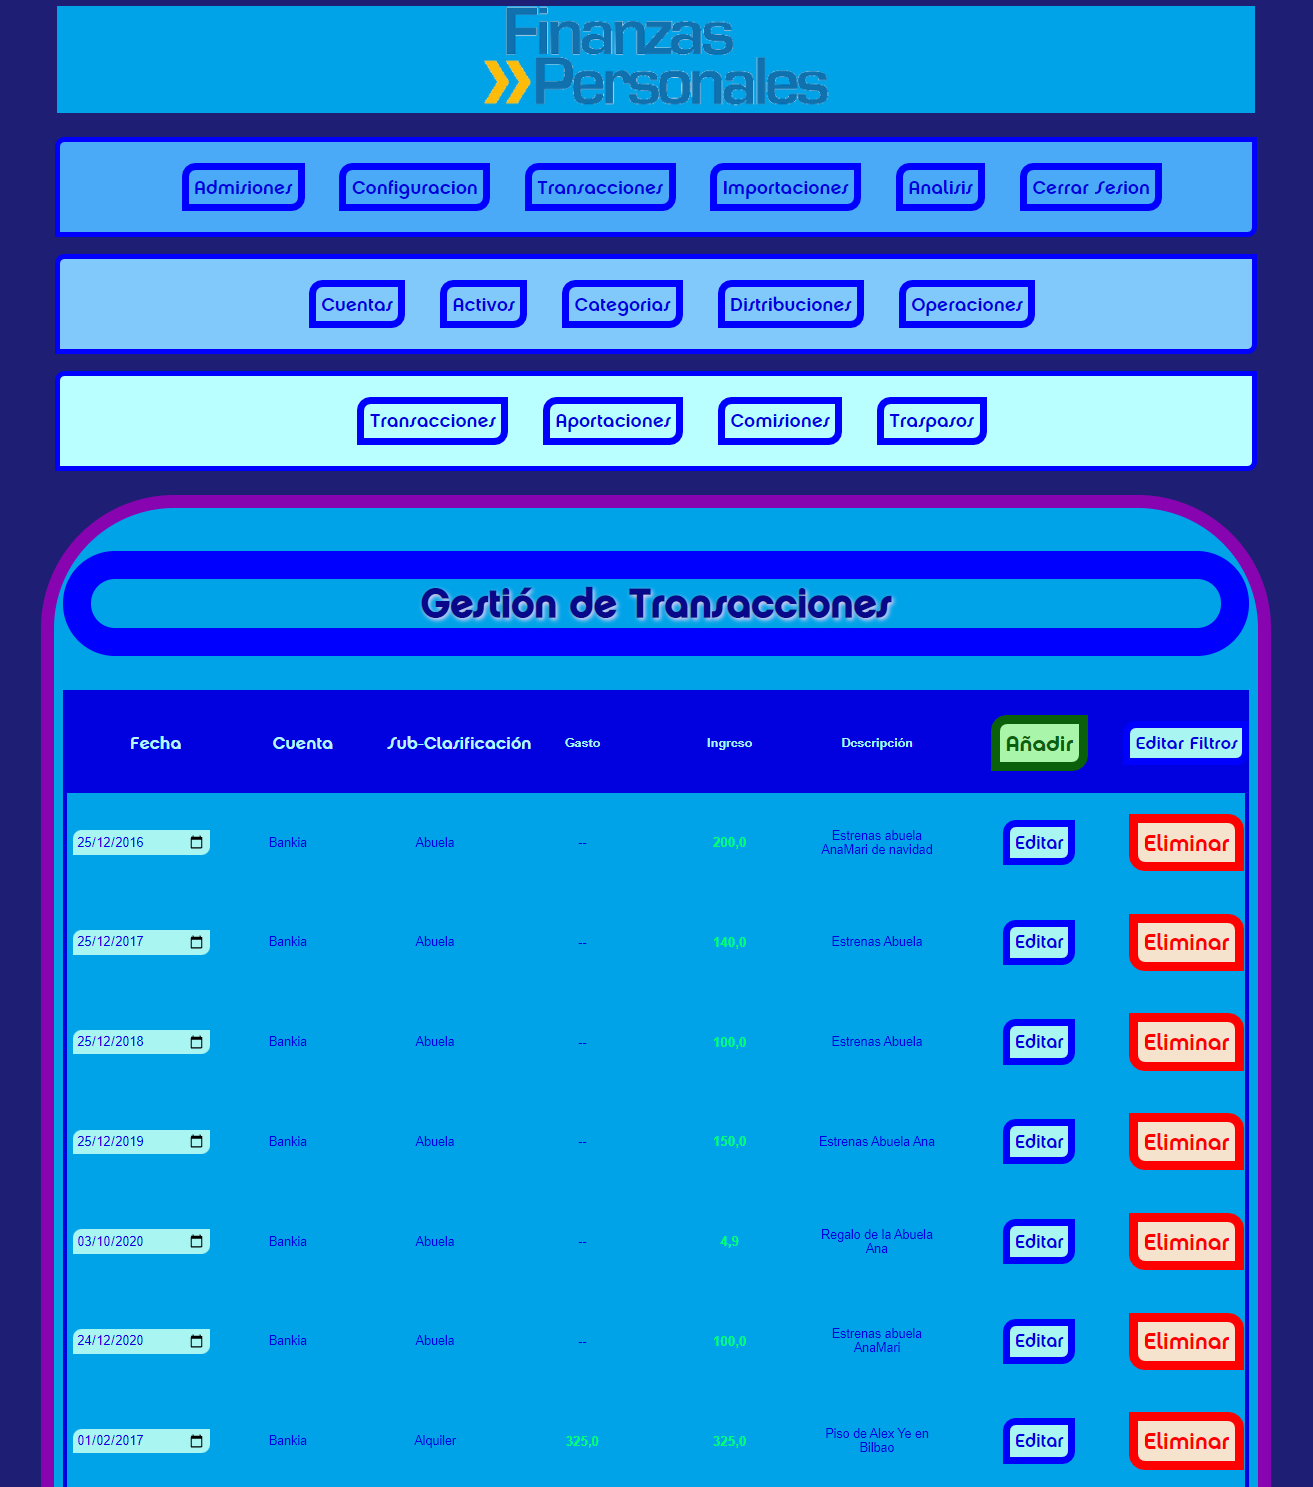 Finanzas
Personales
Admisiones Configuracion Transacciones Importaciones Analisis Cerrar Sesion
Cuentas Activos Categorias Distribuciones Operaciones
Transacciones Aportaciones Comisiones Traspasos
Gestión de Transacciones
Fecha Cuenta Sub-Clasificación Gasto Ingreso Descripción Añadir Editar Filtros
25/12/2016 Bankia Abuela -- 200,0 Estrenas abuela
AnaMari de navidad Editar Eliminar
25/12/2017 Bankia Abuela -- 140,0 Estrenas Abuela Editar Eliminar
25/12/2018 Bankia Abuela -- 100,0 Estrenas Abuela Editar Eliminar
25/12/2019 Bankia Abuela -- 150,0 Estrenas Abuela Ana Editar Eliminar
03/10/2020 Bankia Abuela -- 4,9 Regalo de la Abuela
Ana Editar Eliminar
24/12/2020 Bankia Abuela -- 100,0 Estrenas abuela
AnaMari Editar Eliminar
01/02/2017 Bankia Alquiler 325,0 325,0 Piso de Alex Ye en
Bilbao Editar Eliminar